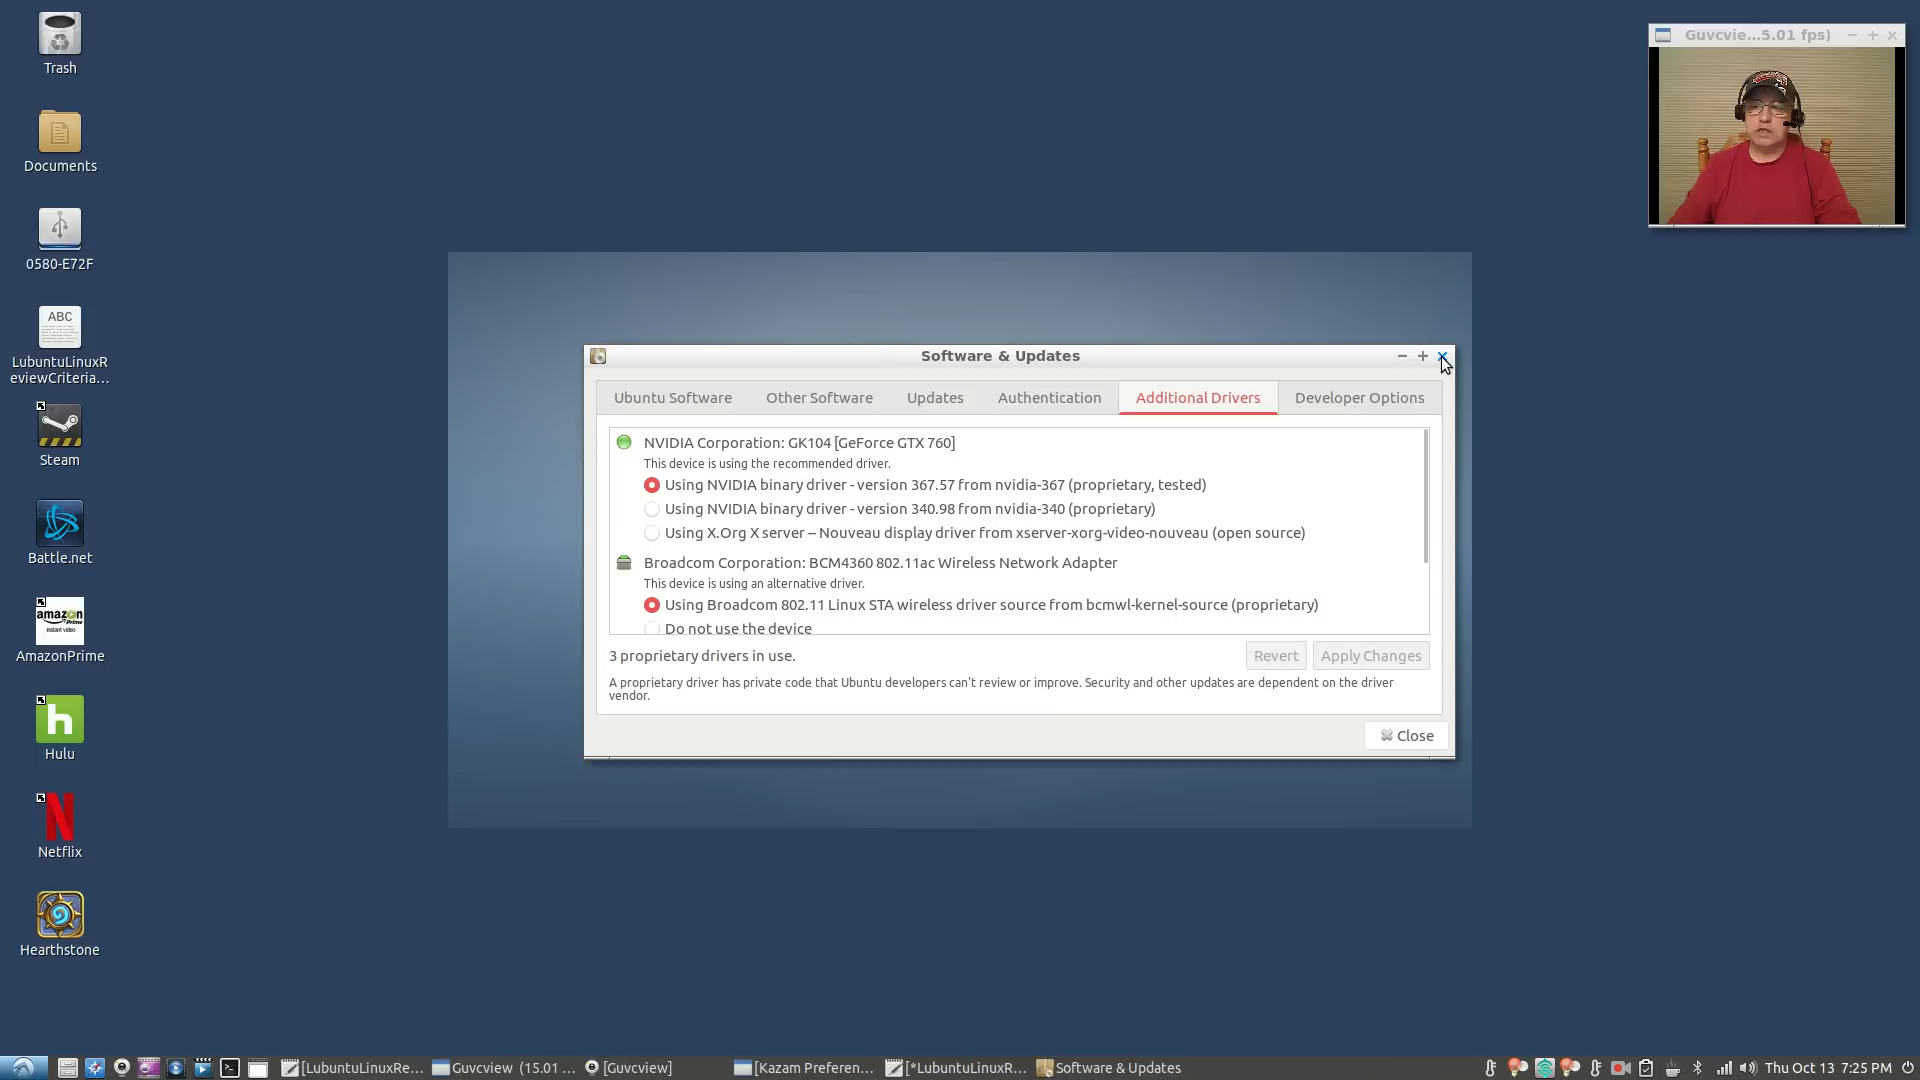 Trash
Documents
0580-E72F
ABC
LubuntuLinuxR
eviewCriteria...
Steam
Battle.net
amazon
Prime
instant video
AmazonPrime
h
Hulu
N
Netflix
Hearthstone
Guvcvie...5.01 fps)
Software & Updates
Ubuntu Software
Other Software
Updates
Authentication
Additional Drivers
Developer Options
NVIDIA Corporation: GK104 [GeForce GTX 760]
This device is using the recommended driver.
Using NVIDIA binary driver - version 367.57 from nvidia-367 (proprietary, tested)
Using NVIDIA binary driver - version 340.98 from nvidia-340 (proprietary)
Using X.Org X server – Nouveau display driver from xserver-xorg-video-nouveau (open source)
Broadcom Corporation: BCM4360 802.11ac Wireless Network Adapter
This device is using an alternative driver.
Using Broadcom 802.11 Linux STA wireless driver source from bcmwl-kernel-source (proprietary)
Do not use the device
3 proprietary drivers in use.
Revert
Apply Changes
A proprietary driver has private code that Ubuntu developers can't review or improve. Security and other updates are dependent on the driver
vendor.
Close
[LubuntuLinuxRe...
Guvcview (15.01 ...
[Guvcview]
[Kazam Preferen...
[*LubuntuLinuxR...
Software & Updates
Thu Oct 13 7:25 PM